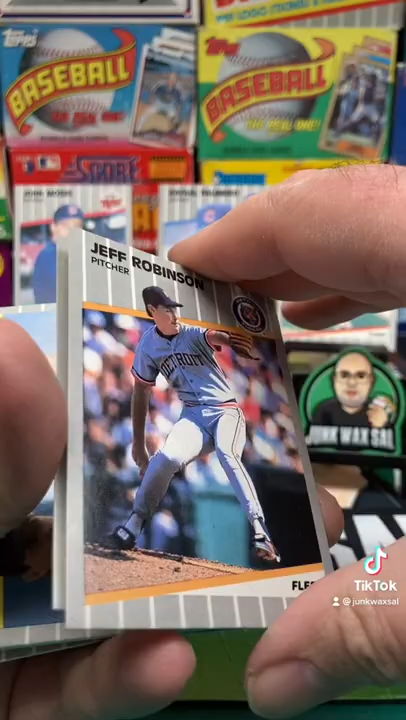 Topps
BASEBALL
THE REAL ONE!
Topps
BASEBALL
THE REAL ONE!
SCORE
JEFF ROBINSON
PITCHER
DETROIT
FLE
JUNK WAX SAL
TikTok
@junkwaxsal